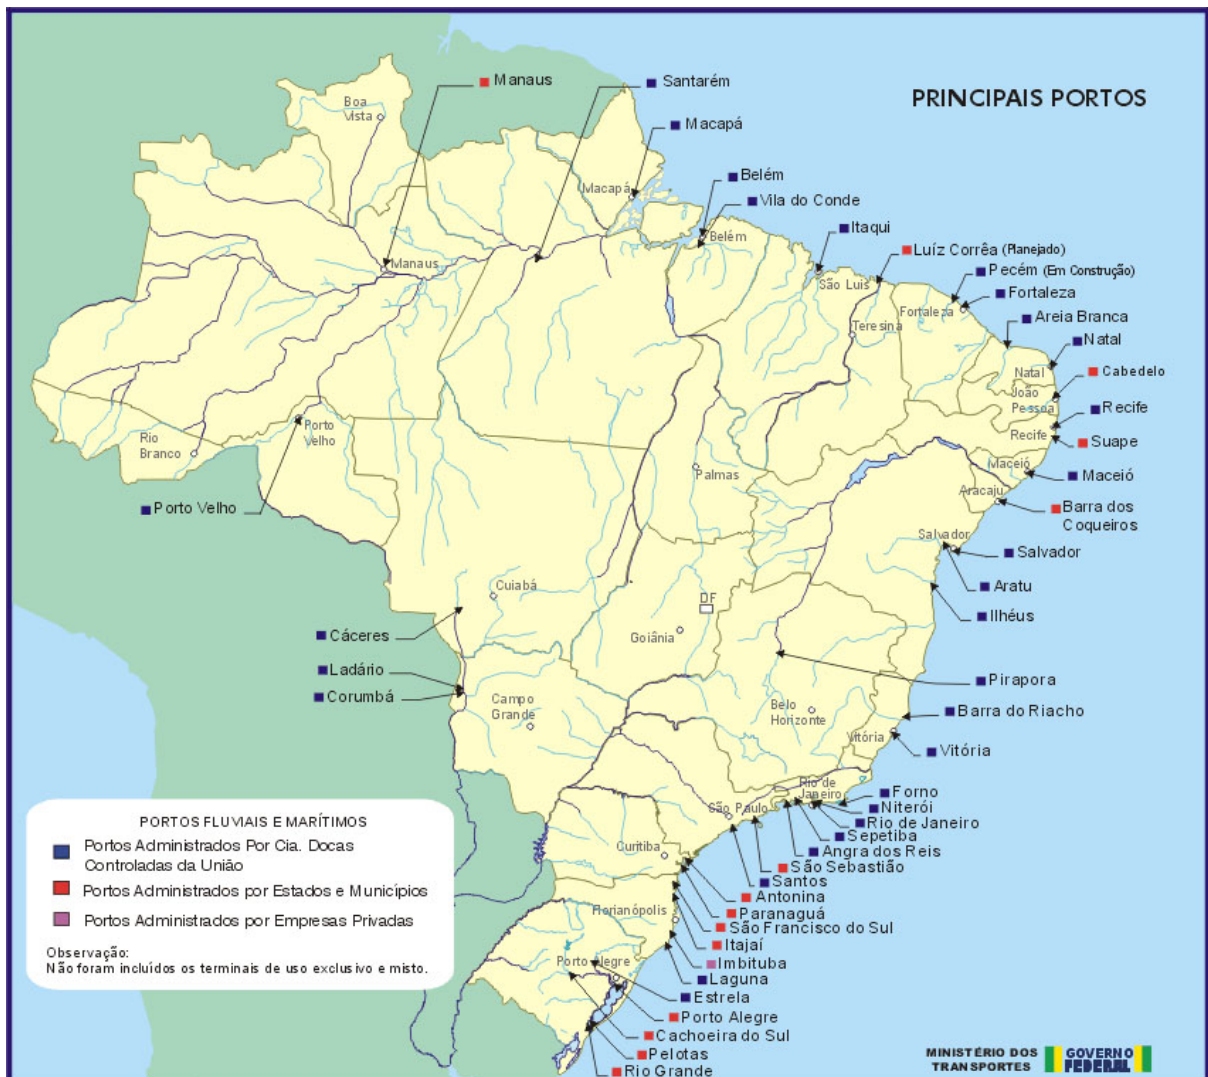 PRINCIPAIS PORTOS
Manaus
Santarém
Macapá
Belém
Vila do Conde
Itaqui
Luíz Corrêa (Planejado)
Pecém (Em Construção)
Fortaleza
Areia Branca
Natal
Cabedelo
Recife
Suape
Maceió
Barra dos
Coqueiros
Salvador
Aratu
Ilhéus
Pirapora
Barra do Riacho
Vitória
Forno
Niterói
Rio de Janeiro
Sepetiba
Angra dos Reis
São Sebastião
Santos
Antonina
Paranaguá
São Francisco do Sul
Itajaí
Imbituba
Laguna
Estrela
Porto Alegre
Cachoeira do Sul
Pelotas
Rio Grande
Porto Velho
Cáceres
Ladário
Corumbá
Boa
Vista
Macapá
Belém
Manaus
São Luis
Teresina
Fortaleza
Natal
João
Pessoa
Recife
Maceió
Aracaju
Salvador
Porto
Velho
Rio
Branco
Palmas
Cuiabá
DF
Goiânia
Campo
Grande
Belo
Horizonte
Vitória
Rio de
Janeiro
São Paulo
Curitiba
Florianópolis
Porto Alegre
PORTOS FLUVIAIS E MARÍTIMOS
Portos Administrados Por Cia. Docas
Controladas da União
Portos Administrados por Estados e Municípios
Portos Administrados por Empresas Privadas
Observação:
Não foram incluídos os terminais de uso exclusivo e misto.
MINISTÉRIO DOS
TRANSPORTES
GOVERNO
FEDERAL